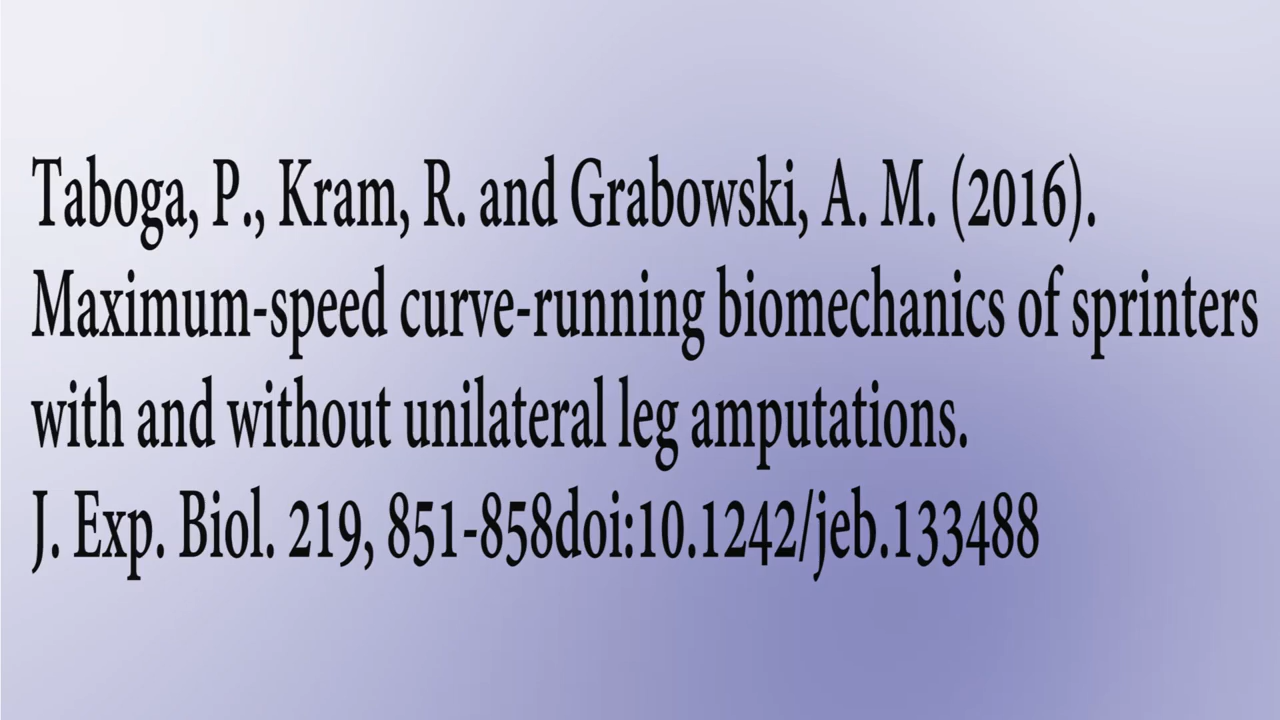 Taboga, P., Kram, R. and Grabowski, A. M. (2016).
Maximum-speed curve-running biomechanics of sprinters
with and without unilateral leg amputations.
J. Exp. Biol. 219, 851-858doi:10.1242/jeb.133488